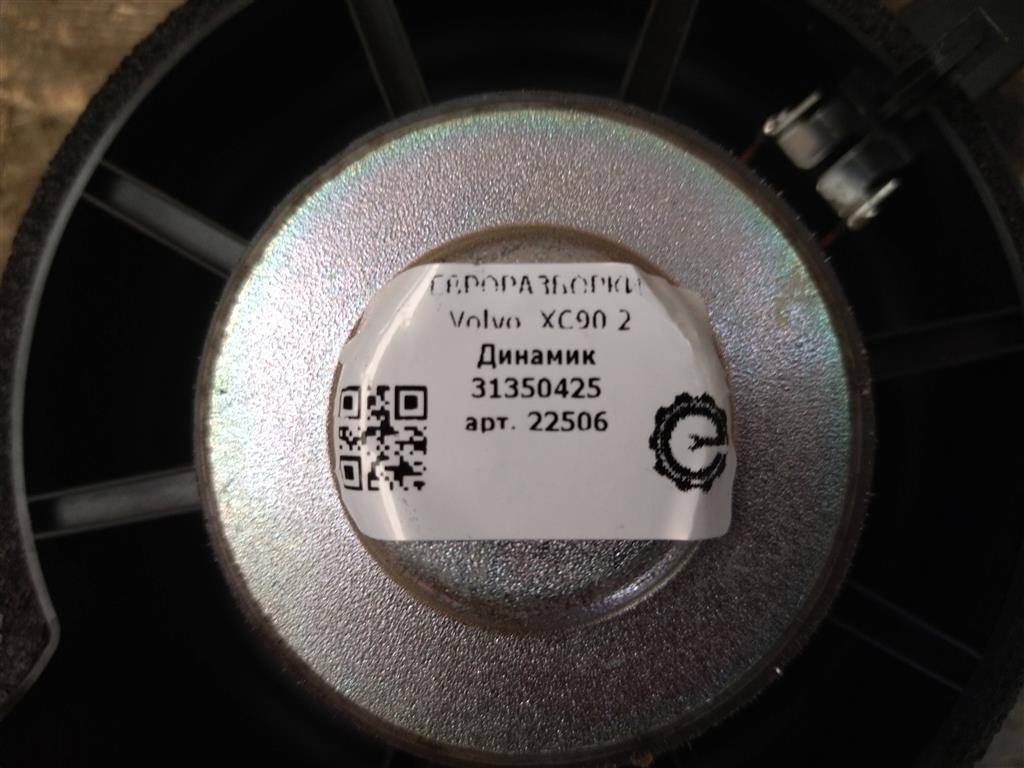 ЕВРОРАЗБОРКИ
Volvo XC90 2
Динамик
31350425
арт. 22506